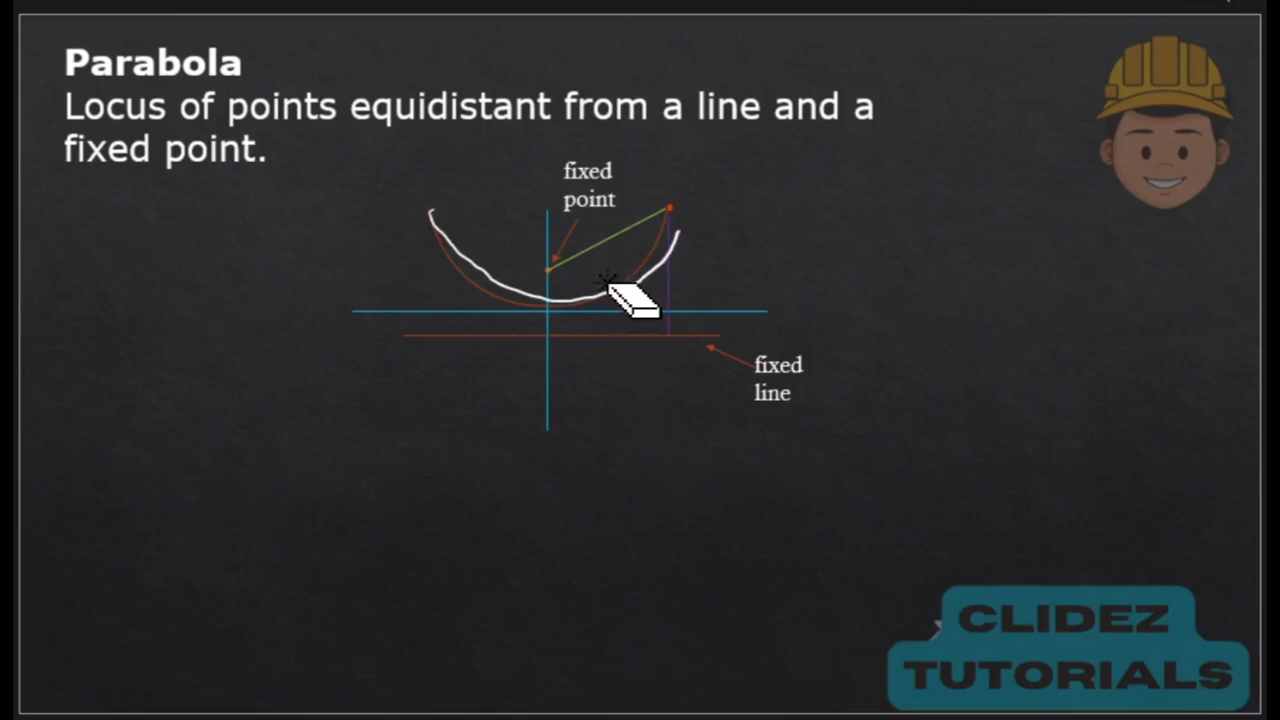 Parabola
Locus of points equidistant from a line and a
fixed point.
fixed
point
fixed
line
CLIDEZ
TUTORIALS